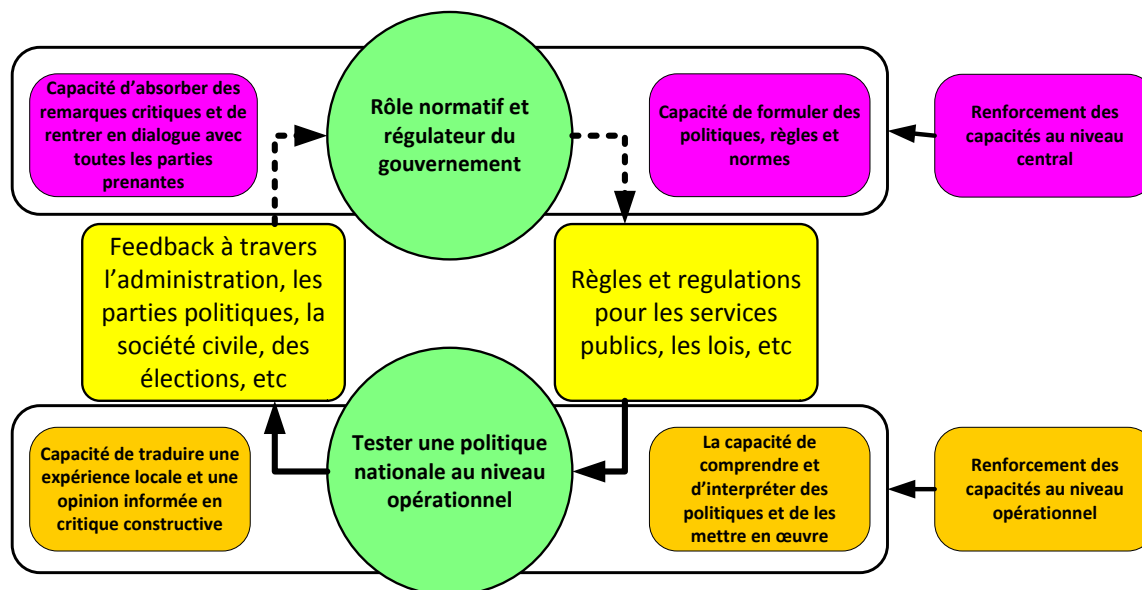 Capacité d’absorber des
remarques critiques et de
rentrer en dialogue avec
toutes les parties
prenantes
Rôle normatif et
régulateur du
gouvernement
Capacité de formuler des
politiques, règles et
normes
Renforcement des
capacités au niveau
central
Feedback à travers
l’administration, les
parties politiques, la
société civile, des
élections, etc
Règles et regulations
pour les services
publics, les lois, etc
Capacité de traduire une
expérience locale et une
opinion informée en
critique constructive
Tester une politique
nationale au niveau
opérationnel
La capacité de
comprendre et
d’interpréter des
politiques et de les
mettre en œuvre
Renforcement des
capacités au niveau
opérationnel